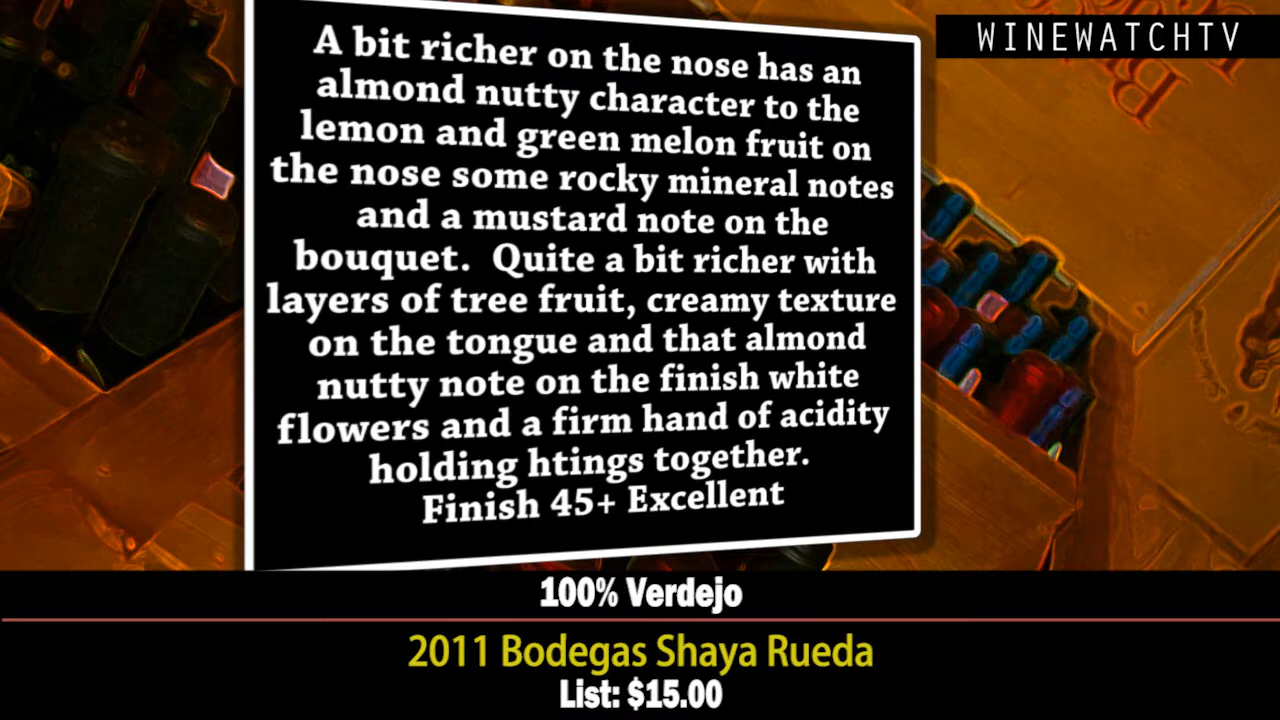 WINEWATCHTV
A bit richer on the nose has an
almond nutty character to the
lemon and green melon fruit on
the nose some rocky mineral notes
and a mustard note on the
bouquet.  Quite a bit richer with
layers of tree fruit, creamy texture
on the tongue and that almond
nutty note on the finish white
flowers and a firm hand of acidity
holding htings together.
Finish 45+ Excellent
100% Verdejo
2011 Bodegas Shaya Rueda
List: $15.00